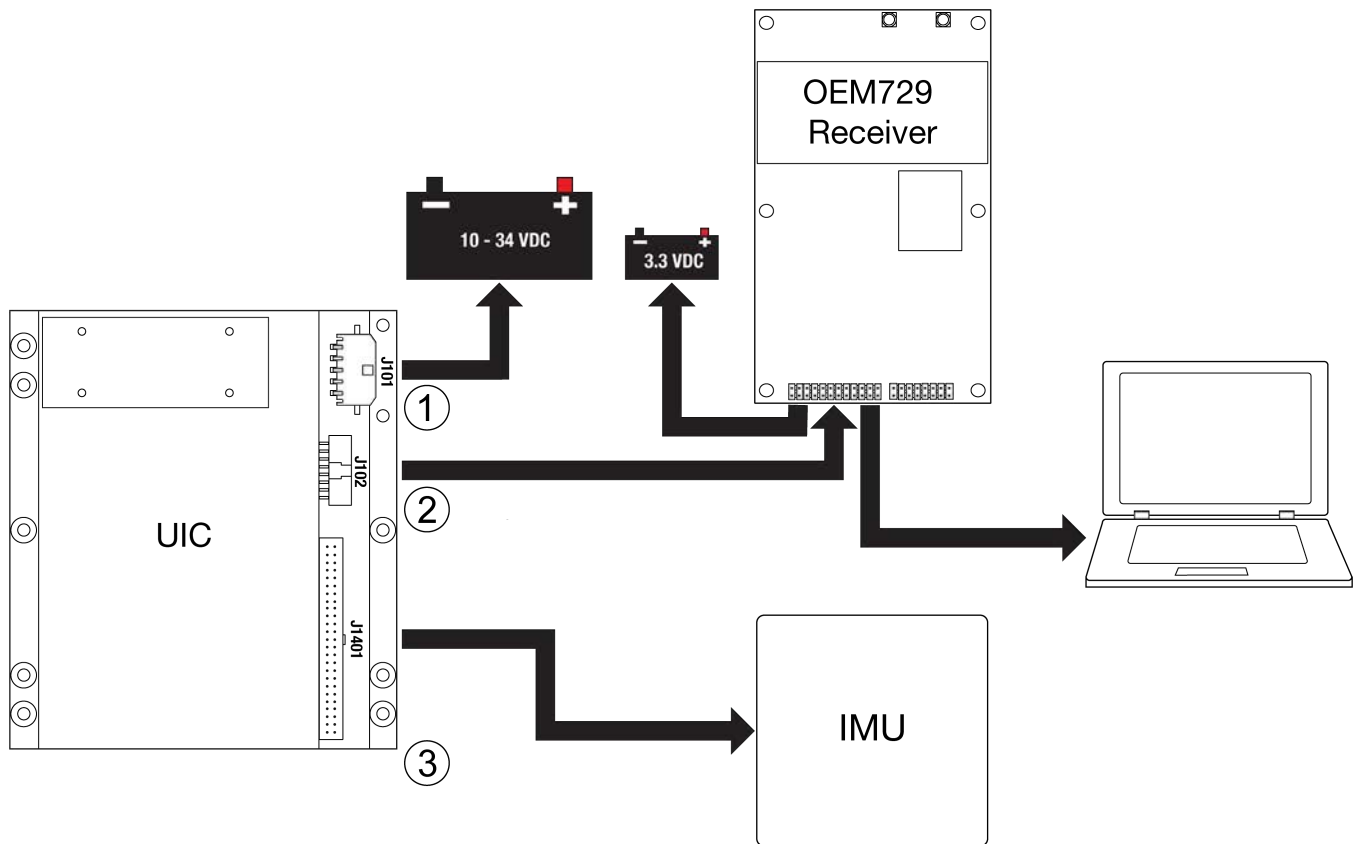 OEM729
Receiver
− +
10 - 34 VDC
− +
3.3 VDC
J101
1
J102
2
UIC
J1401
IMU
3